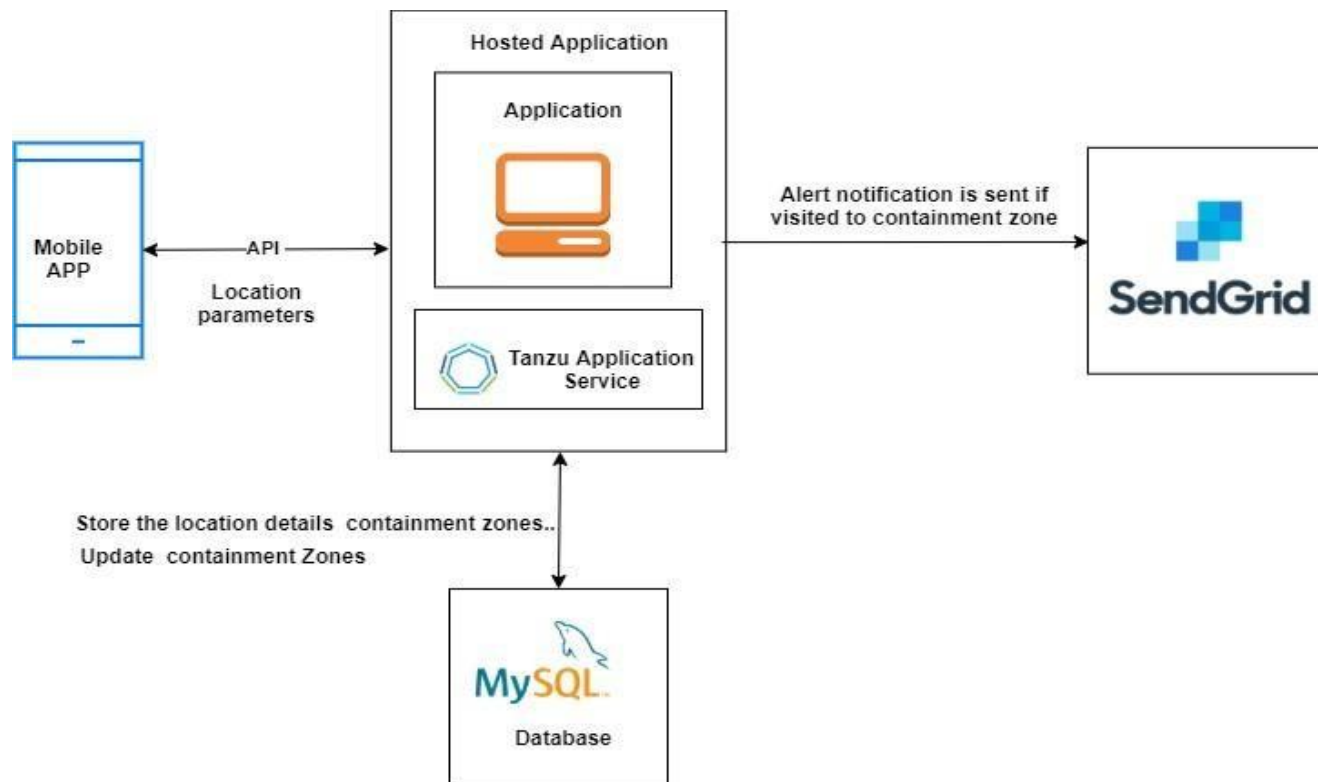 Hosted Application
Application
Mobile
APP
API
Location
parameters
Tanzu Application
Service
Alert notification is sent if
visited to containment zone
SendGrid
Store the location details  containment zones..
Update  containment Zones
MySQL
Database